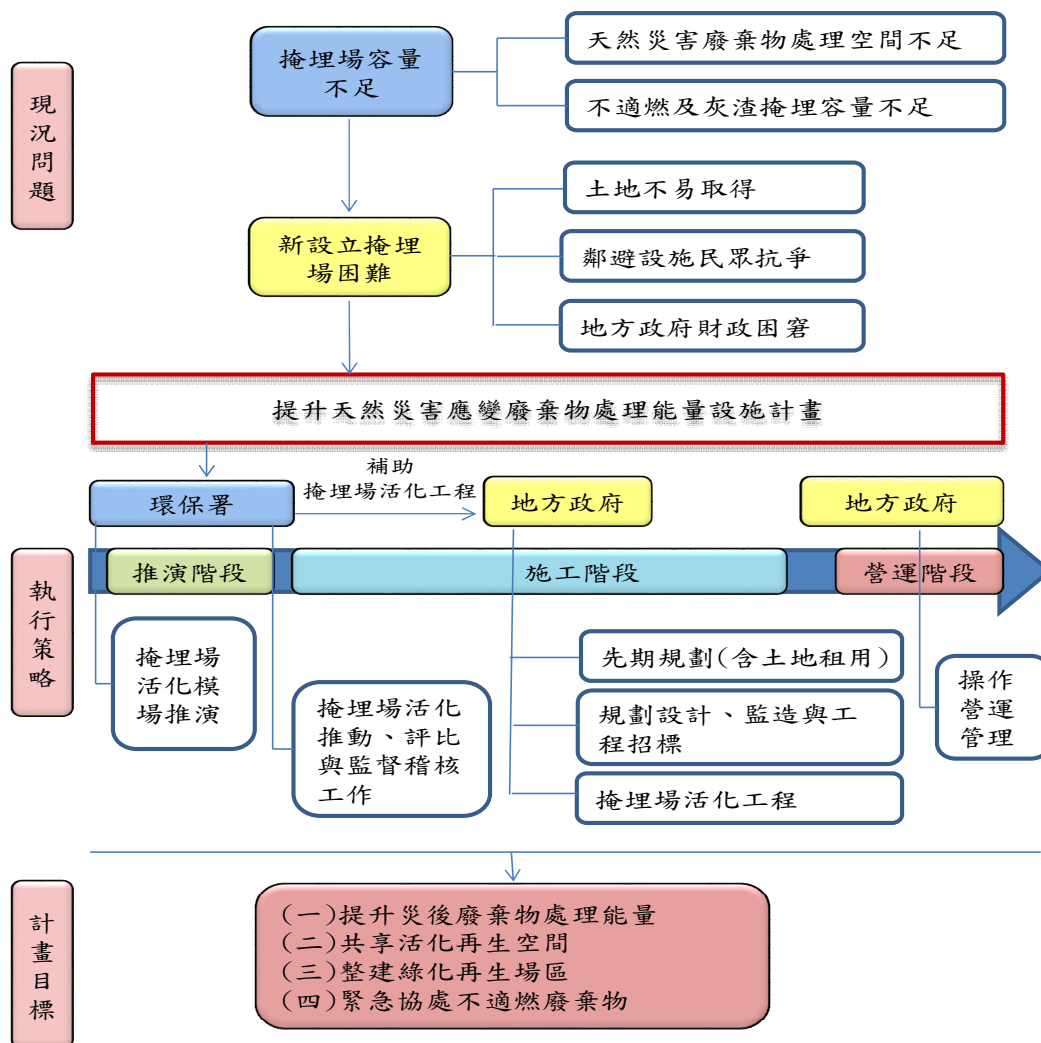 現況問題
掩埋場容量
不足
天然災害廢棄物處理空間不足
不適燃及灰渣掩埋容量不足
新設立掩埋
場困難
土地不易取得
鄰避設施民眾抗爭
地方政府財政困窘
提升天然災害應變廢棄物處理能量設施計畫
執行策略
環保署
補助
掩埋場活化工程
地方政府
地方政府
推演階段
施工階段
營運階段
掩埋場
活化模
場推演
掩埋場活化
推動、評比
與監督稽核
工作
先期規劃(含土地租用)
規劃設計、監造與工
程招標
掩埋場活化工程
操作
營運
管理
計畫目標
(一)提升災後廢棄物處理能量
(二)共享活化再生空間
(三)整建綠化再生場區
(四)緊急協處不適燃廢棄物